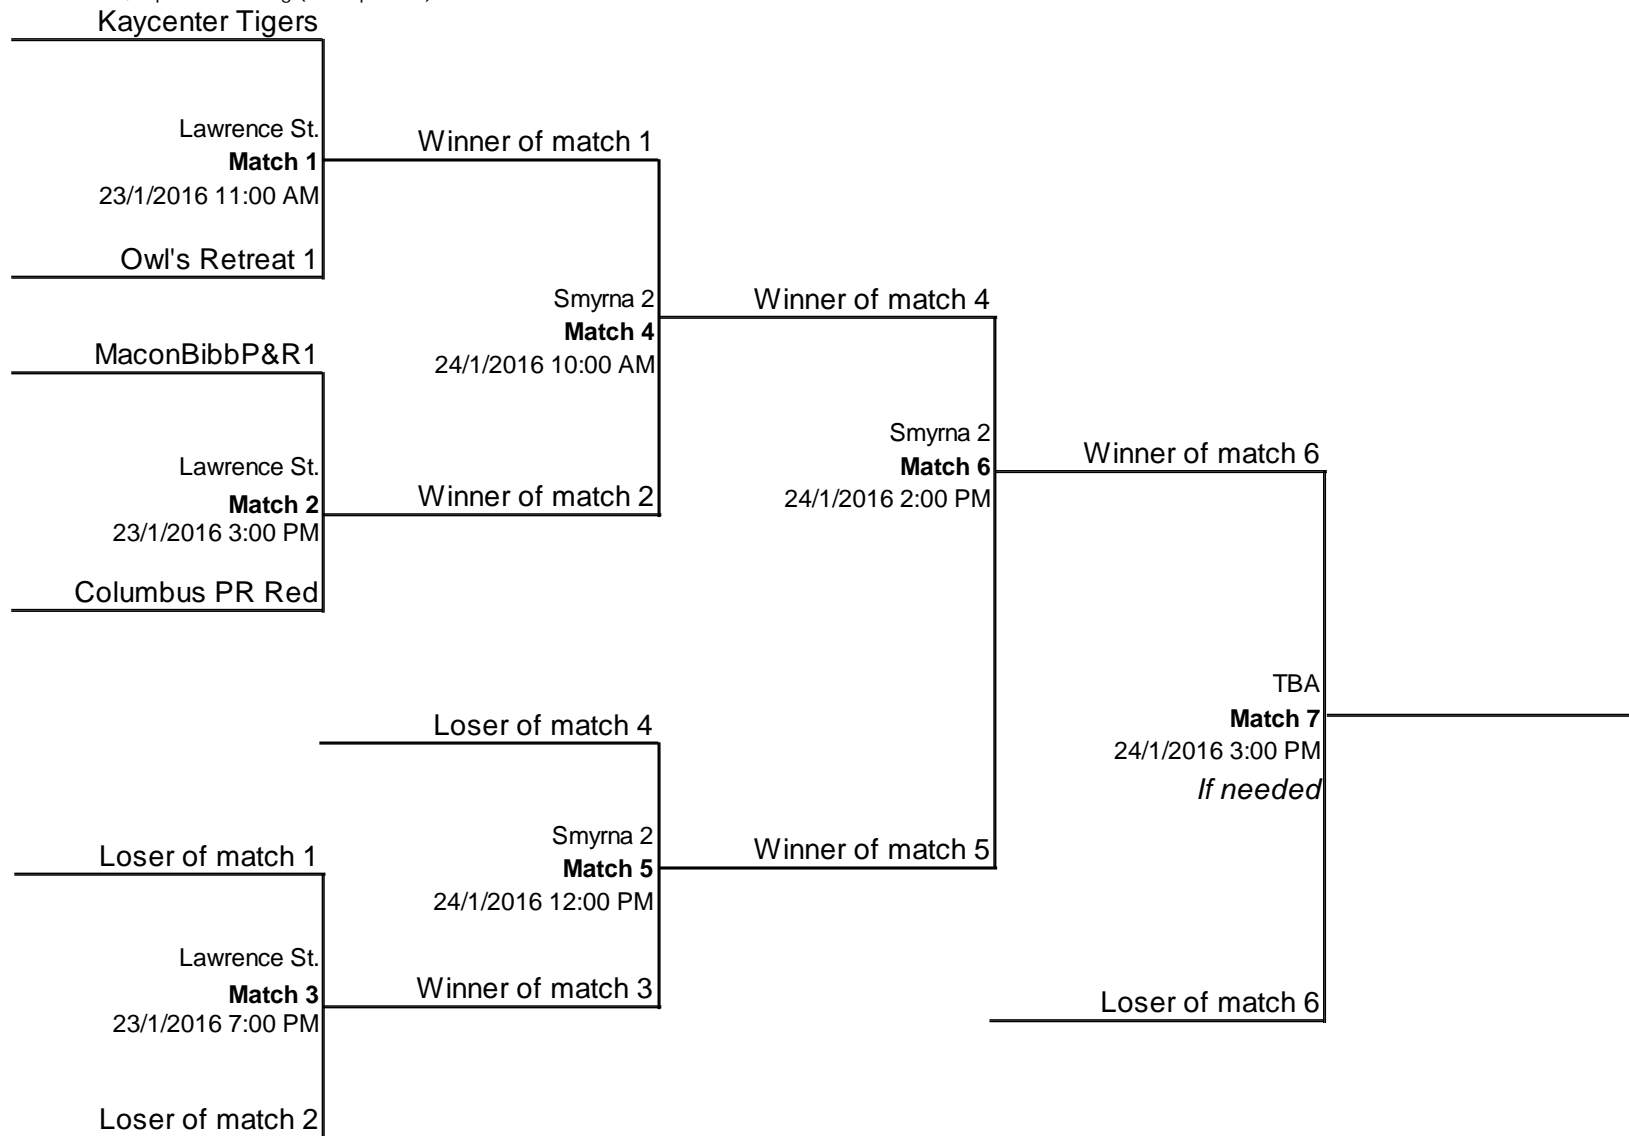 Kaycenter Tigers
Lawrence St.
Match 1
23/1/2016 11:00 AM
Owl's Retreat 1
Winner of match 1
MaconBibbP&R1
Lawrence St.
Match 2
23/1/2016 3:00 PM
Columbus PR Red
Winner of match 2
Smyrna 2
Match 4
24/1/2016 10:00 AM
Winner of match 4
Smyrna 2
Match 6
24/1/2016 2:00 PM
Winner of match 6
TBA
Match 7
24/1/2016 3:00 PM
If needed
Loser of match 4
Smyrna 2
Match 5
24/1/2016 12:00 PM
Winner of match 5
Loser of match 1
Lawrence St.
Match 3
23/1/2016 7:00 PM
Winner of match 3
Loser of match 2
Loser of match 6